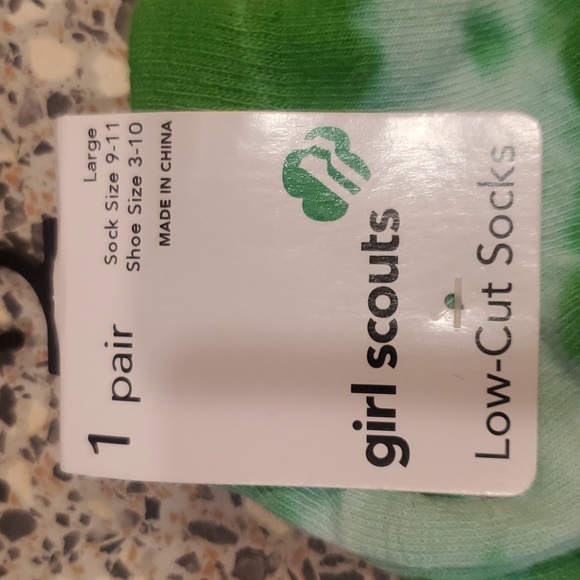 1 pair
Large
Sock Size 9-11
Shoe Size 3-10
MADE IN CHINA
girl scouts
Low-Cut Socks